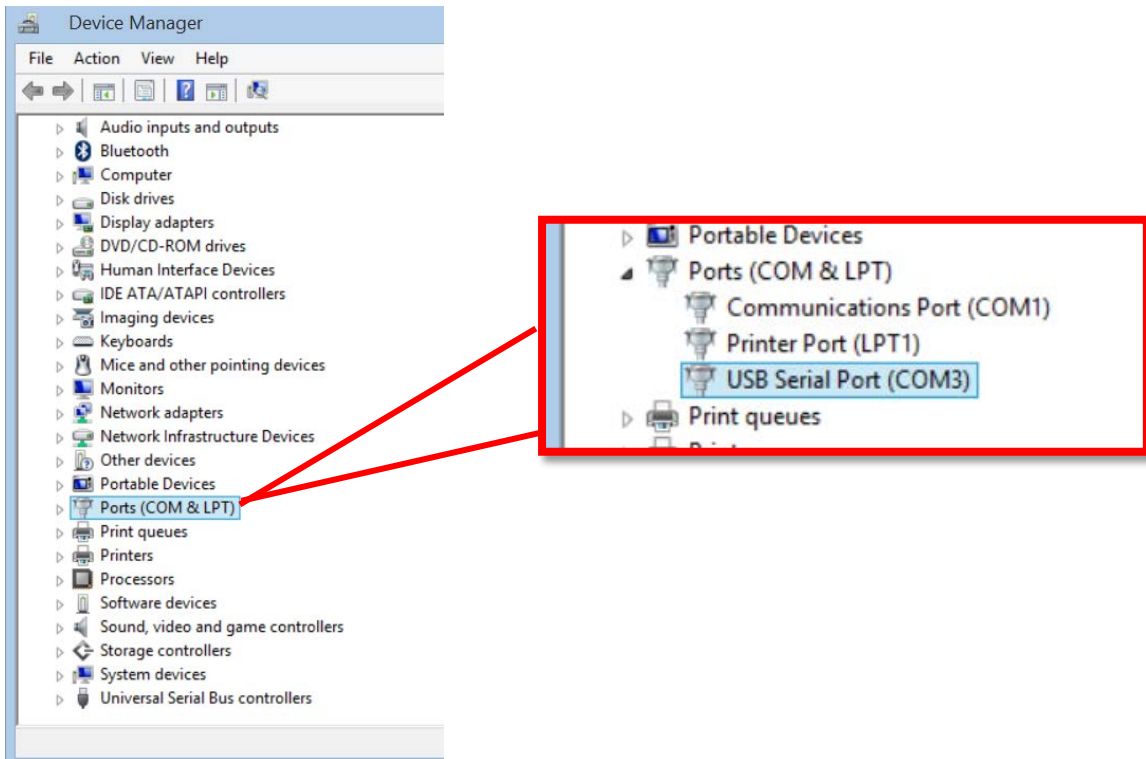 Device Manager
File Action View Help
Audio inputs and outputs
Bluetooth
Computer
Disk drives
Display adapters
DVD/CD-ROM drives
Human Interface Devices
IDE ATA/ATAPI controllers
Imaging devices
Keyboards
Mice and other pointing devices
Monitors
Network adapters
Network Infrastructure Devices
Other devices
Portable Devices
Ports (COM & LPT)
Print queues
Printers
Processors
Software devices
Sound, video and game controllers
Storage controllers
System devices
Universal Serial Bus controllers
Portable Devices
Ports (COM & LPT)
Communications Port (COM1)
Printer Port (LPT1)
USB Serial Port (COM3)
Print queues